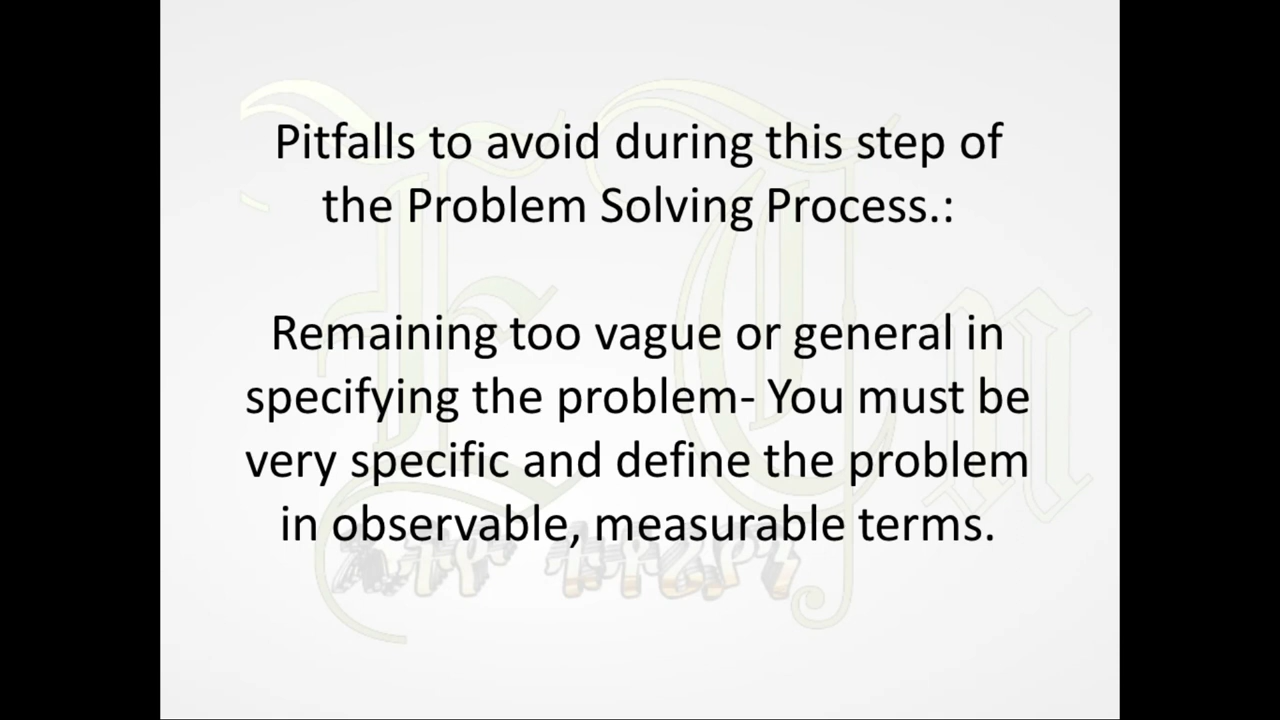 Pitfalls to avoid during this step of
the Problem Solving Process.:
Remaining too vague or general in
specifying the problem- You must be
very specific and define the problem
in observable, measurable terms.